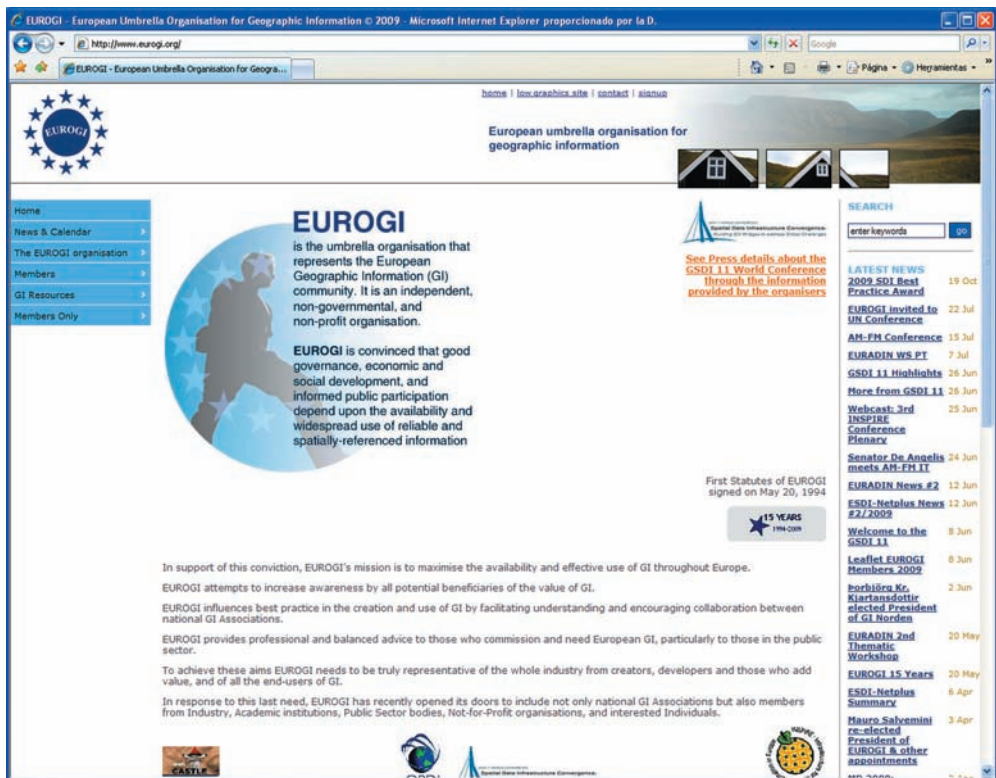 EUROGI - European Umbrella Organisation for Geographic Information © 2009 - Microsoft Internet Explorer proporcionado por la D.
http://www.eurogi.org/
Google
EUROGI - European Umbrella Organisation for Geogra...
Página
Herramientas
home | low graphics site | contact | signup
EUROGI
European umbrella organisation for
geographic information
Home
News & Calendar
The EUROGI organisation
Members
GI Resources
Members Only
EUROGI
is the umbrella organisation that
represents the European
Geographic Information (GI)
community. It is an independent,
non-governmental, and
non-profit organisation.
EUROGI is convinced that good
governance, economic and
social development, and
informed public participation
depend upon the availability and
widespread use of reliable and
spatially-referenced information
Spatial Data Infrastructure Convergence:
See Press details about the
GSDI 11 World Conference
through the information
provided by the organisers
First Statutes of EUROGI
signed on May 20, 1994
15 YEARS
1994-2009
In support of this conviction, EUROGI's mission is to maximise the availability and effective use of GI throughout Europe.
EUROGI attempts to increase awareness by all potential beneficiaries of the value of GI.
EUROGI influences best practice in the creation and use of GI by facilitating understanding and encouraging collaboration between
national GI Associations.
EUROGI provides professional and balanced advice to those who commission and need European GI, particularly to those in the public
sector.
To achieve these aims EUROGI needs to be truly representative of the whole industry from creators, developers and those who add
value, and of all the end-users of GI.
In response to this last need, EUROGI has recently opened its doors to include not only national GI Associations but also members
from Industry, Academic institutions, Public Sector bodies, Not-for-Profit organisations, and interested Individuals.
CASTLE
Spatial Data Infrastructure Convergence:
SEARCH
enter keywords go
LATEST NEWS
2009 SDI Best 19 Oct
Practice Award
EUROGI invited to 22 Jul
UN Conference
AM-FM Conference 15 Jul
EURADIN WS PT 7 Jul
GSDI 11 Highlights 26 Jun
More from GSDI 11 26 Jun
Webcast: 3rd 25 Jun
INSPIRE
Conference
Plenary
Senator De Angelis 24 Jun
meets AM-FM IT
EURADIN News #2 12 Jun
ESDI-Netplus News 12 Jun
#2/2009
Welcome to the 8 Jun
GSDI 11
Leaflet EUROGI 8 Jun
Members 2009
Þorbjörg Kr. 2 Jun
Kjartansdottir
elected President
of GI Norden
EURADIN 2nd 20 May
Thematic
Workshop
EUROGI 15 Years 20 May
ESDI-Netplus 6 Apr
Summary
Mauro Salvemini 3 Apr
re-elected
President of
EUROGI & other
appointments